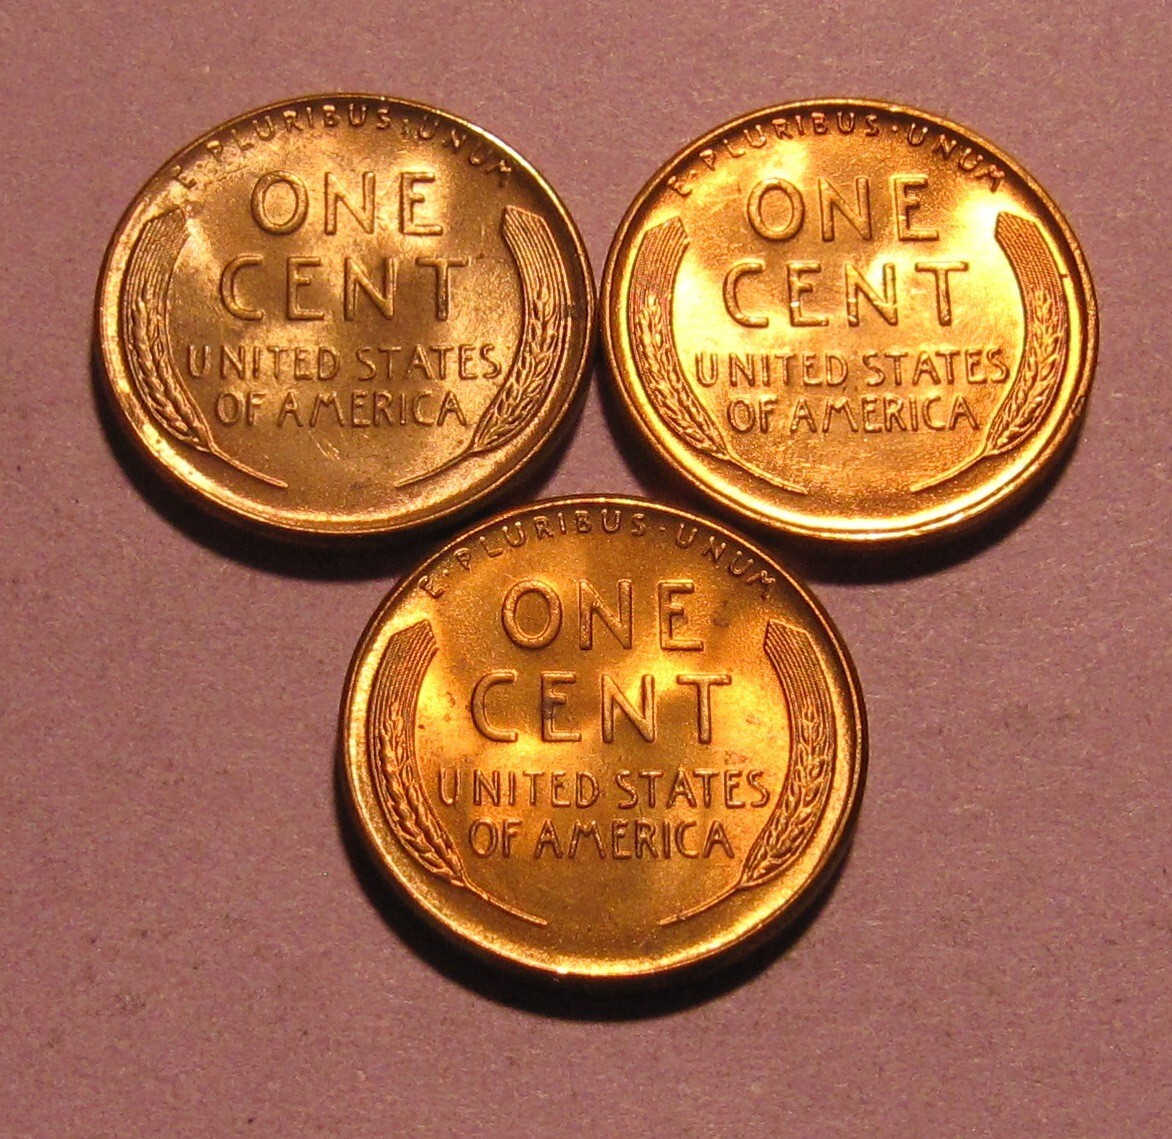 E·PLURIBUS·UNUM
ONE
CENT
UNITED STATES
OF AMERICA
E·PLURIBUS·UNUM
ONE
CENT
UNITED STATES
OF AMERICA
E·PLURIBUS·UNUM
ONE
CENT
UNITED STATES
OF AMERICA